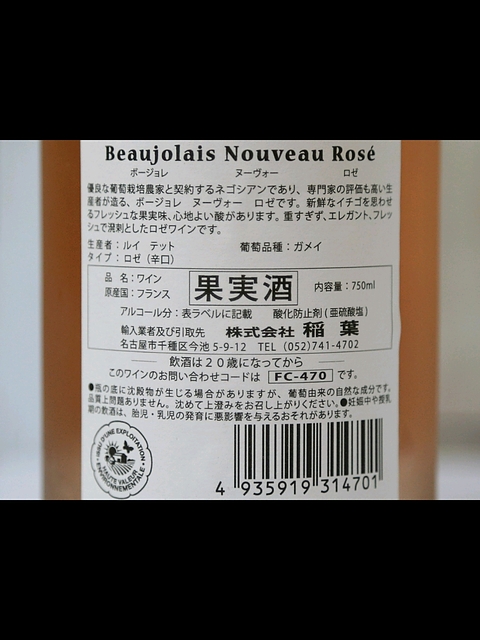 Beaujolais Nouveau Rosé
ボージョレ ヌーヴォー ロゼ
優良な葡萄栽培農家と契約するネゴシアンであり、専門家の評価も高い生
産者が造る、ボージョレ ヌーヴォー ロゼです。新鮮なイチゴを思わせ
るフレッシュな果実味、心地よい酸があります。重すぎず、エレガント、フレッ
シュで溌剌としたロゼワインです。
生産者：ルイ テット 葡萄品種：ガメイ
タイプ：ロゼ（辛口）
品 名：ワイン
原産国：フランス
果実酒
内容量：750ml
アルコール分：表ラベルに記載 酸化防止剤（亜硫酸塩）
輸入業者及び引取先 株式会社 稲葉
名古屋市千種区今池 5-9-12 TEL (052)741-4702
飲酒は２０歳になってから
このワインのお問い合わせコードは FC-470 です。
●瓶の底に沈殿物が生じる場合がありますが、葡萄由来の自然な成分です。
品質上問題ありません。沈めて上澄みをお召し上がりください。●妊娠中や授乳
期の飲酒は、胎児・乳児の発育に悪影響を与えるおそれがあります。
ISSU D'UNE EXPLOITATION
HAUTE VALEUR
ENVIRONNEMENTALE
4 935919 314701